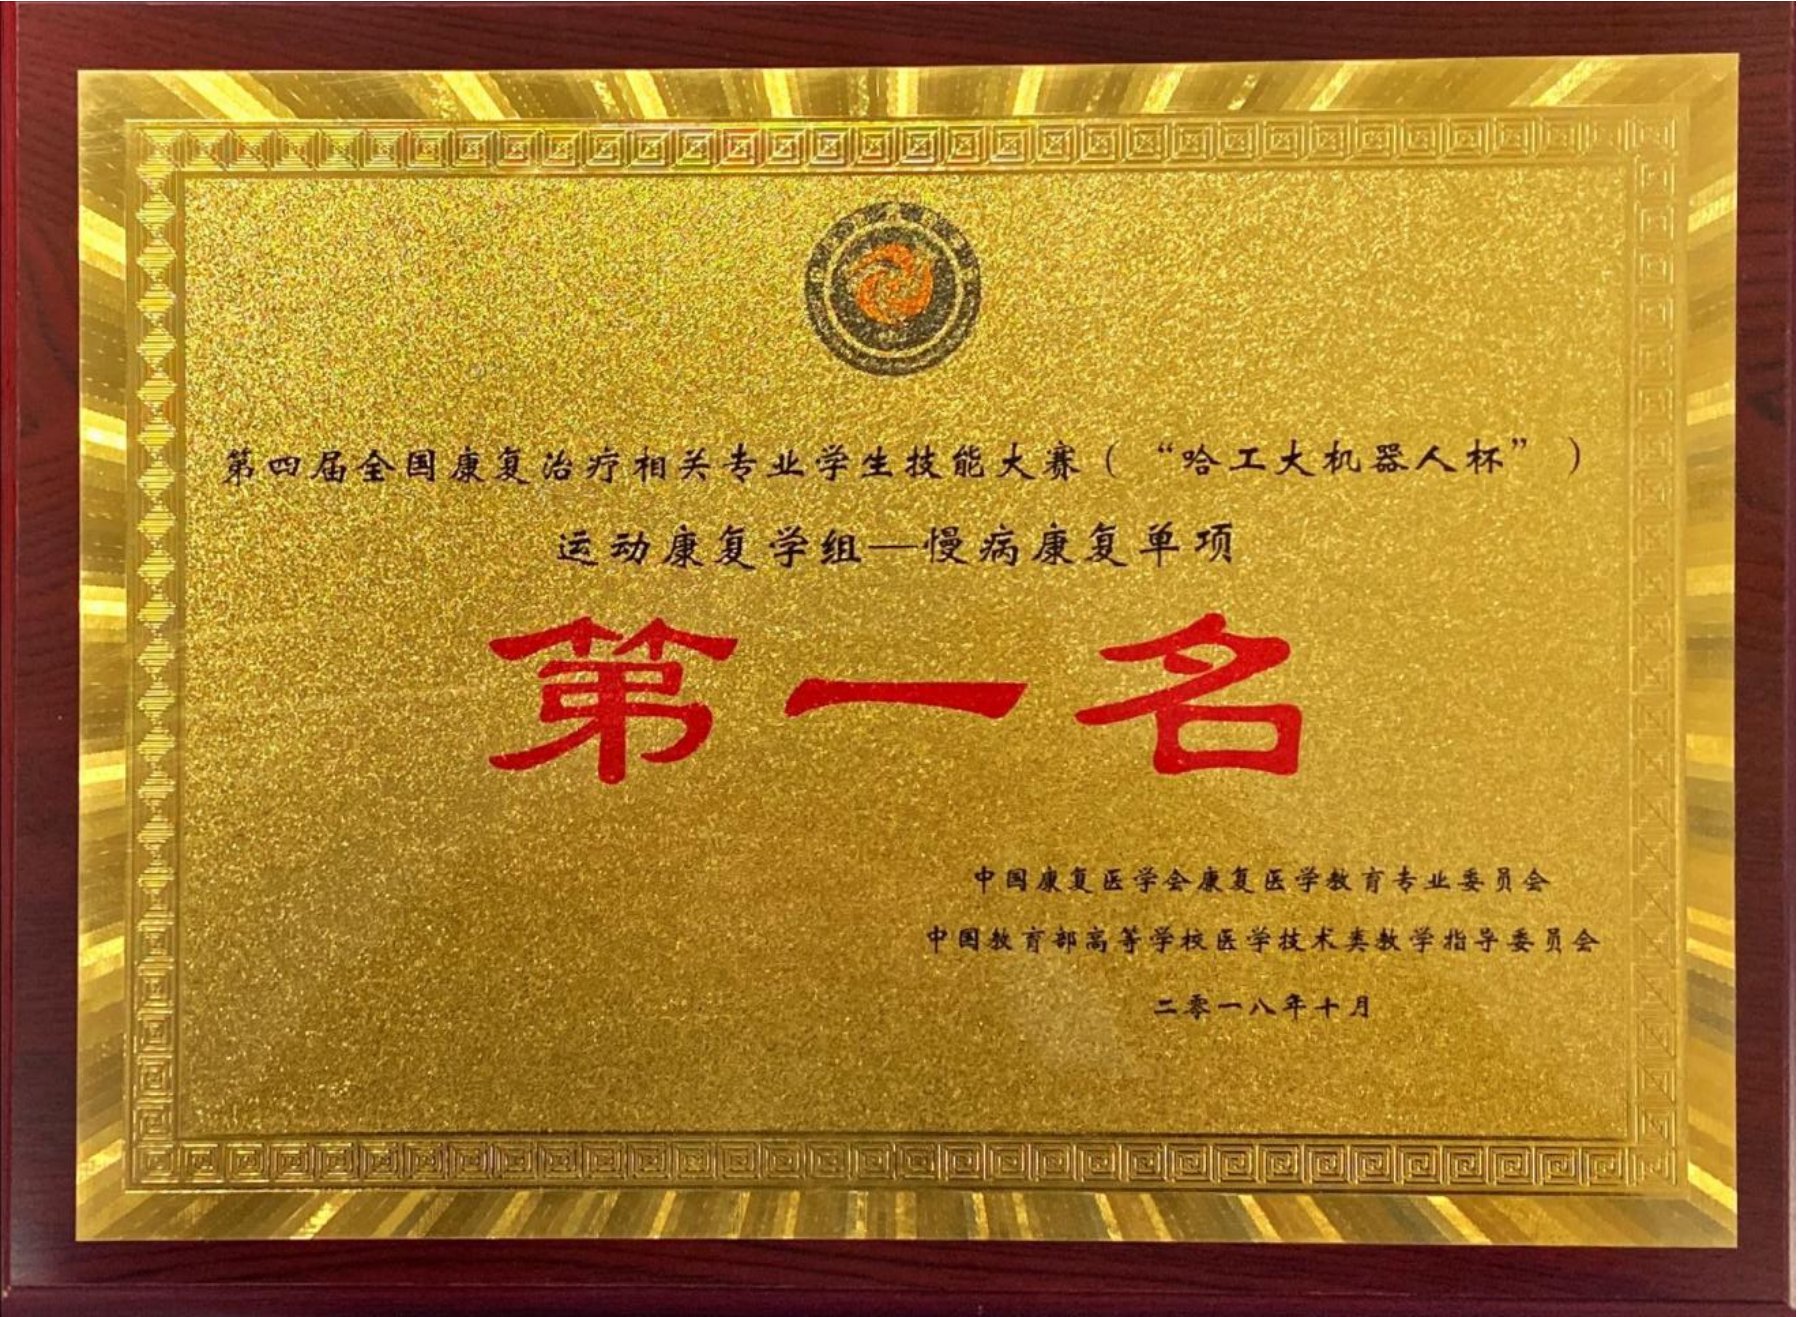 第四届全国康复治疗相关专业学生技能大赛（“哈工大机器人杯”）
运动康复学组—慢病康复单项
第一名
中国康复医学会康复医学教育专业委员会
中国教育部高等学校医学技术类教学指导委员会
二零一八年十月